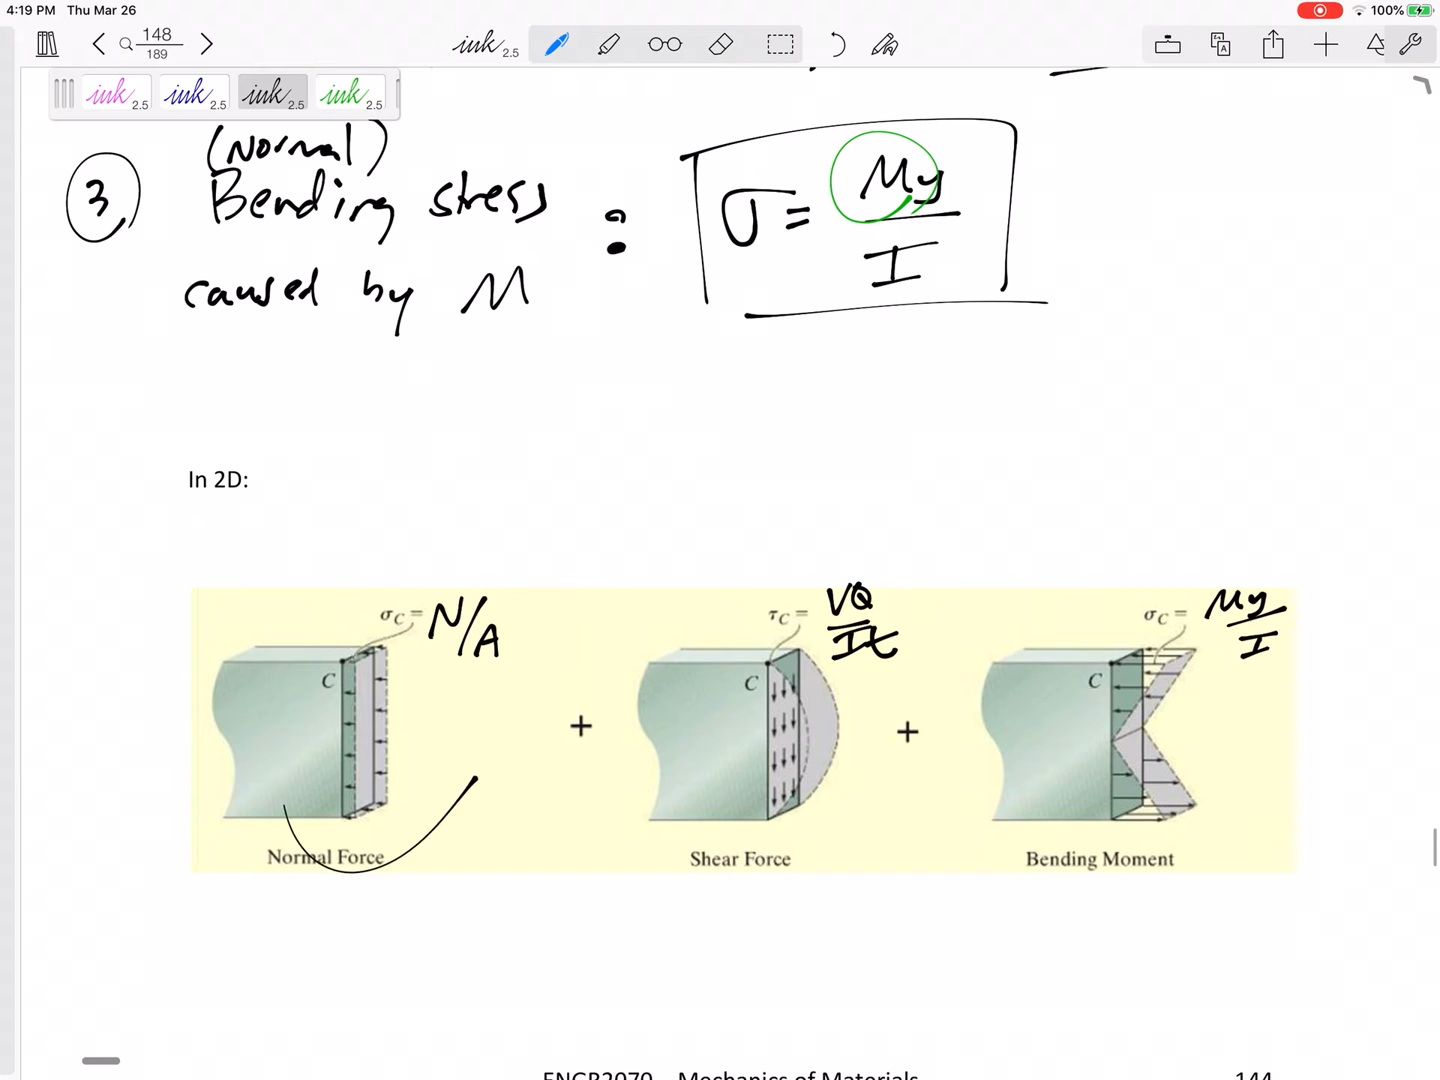 4:19 PM Thu Mar 26
100%
148
189
ink 2.5
ink 2.5 ink 2.5 ink 2.5 ink 2.5
(Normal)
3. Bending stress : σ = My/I
caused by M
In 2D:
σC = N/A
τC = VQ/It
σC = My/I
C
C
C
+
+
Normal Force
Shear Force
Bending Moment
ENGR2070 Mechanics of Materials 144